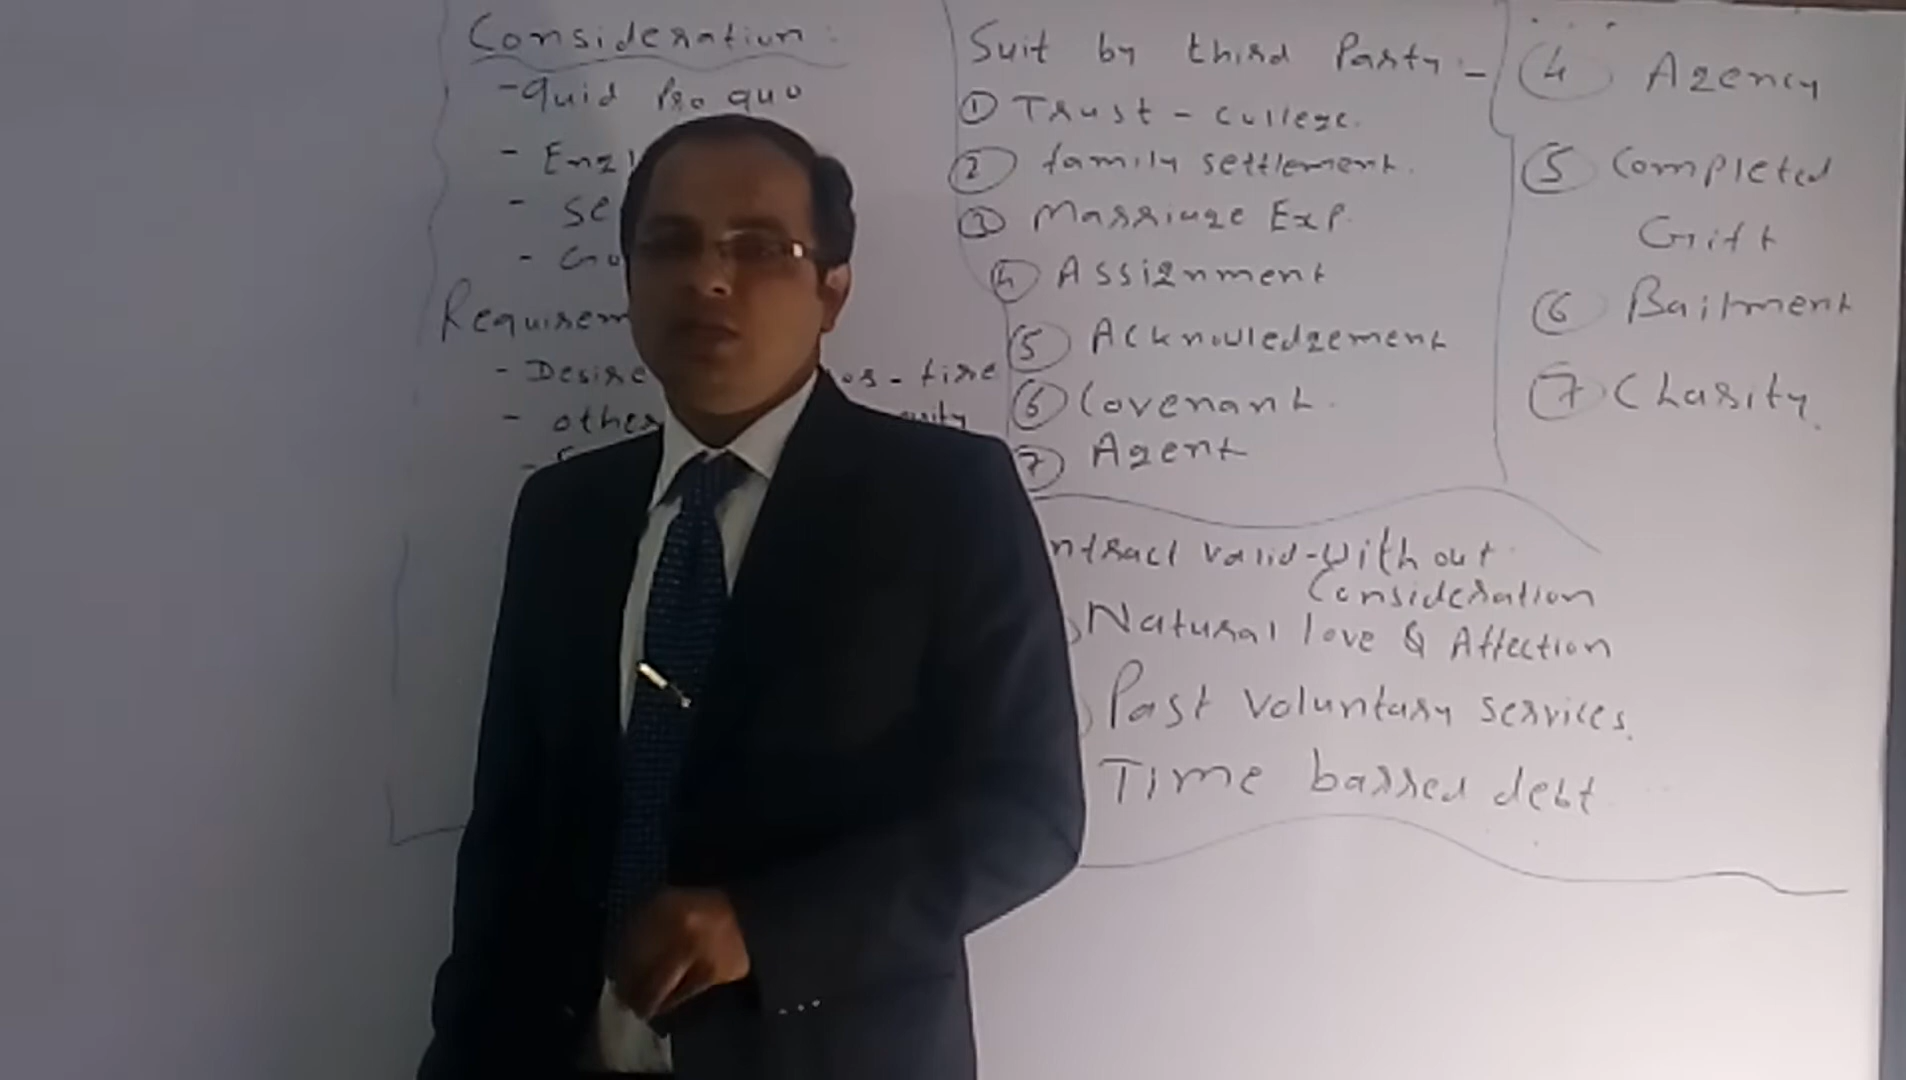 Consideration:
- quid pro quo
- Desire
- other
Suit by third Party:-
① Trust - college.
② family settlement.
③ Marriage Exp.
④ Assignment
⑤ Acknowledgement
⑥ Covenant.
⑦ Agent
valid-Without
Consideration
Natural love & Affection
Past voluntary services.
Time barred debt
④ Agency
⑤ Completed
Gift
⑥ Bailment
⑦ Charity.